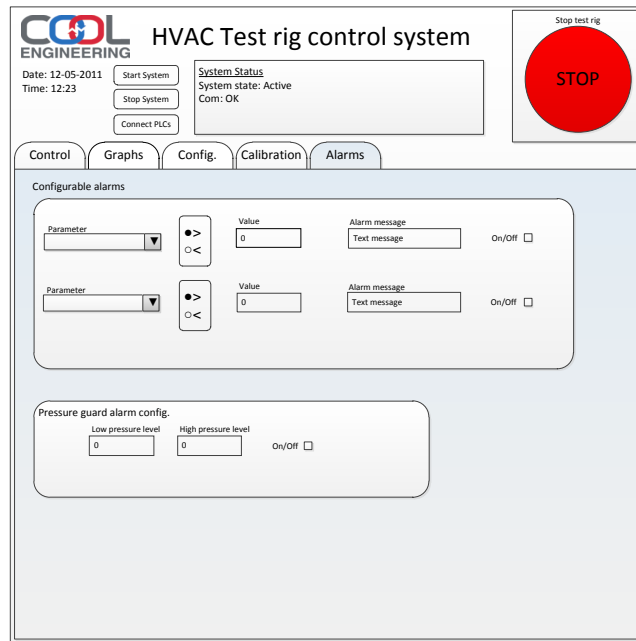 COOL
ENGINEERING
HVAC Test rig control system
Stop test rig
STOP
Date: 12-05-2011
Time: 12:23
Start System
Stop System
Connect PLCs
System Status
System state: Active
Com: OK
Control
Graphs
Config.
Calibration
Alarms
Configurable alarms
Parameter
>
<
Value
0
Alarm message
Text message
On/Off
Parameter
>
<
Value
0
Alarm message
Text message
On/Off
Pressure guard alarm config.
Low pressure level
0
High pressure level
0
On/Off